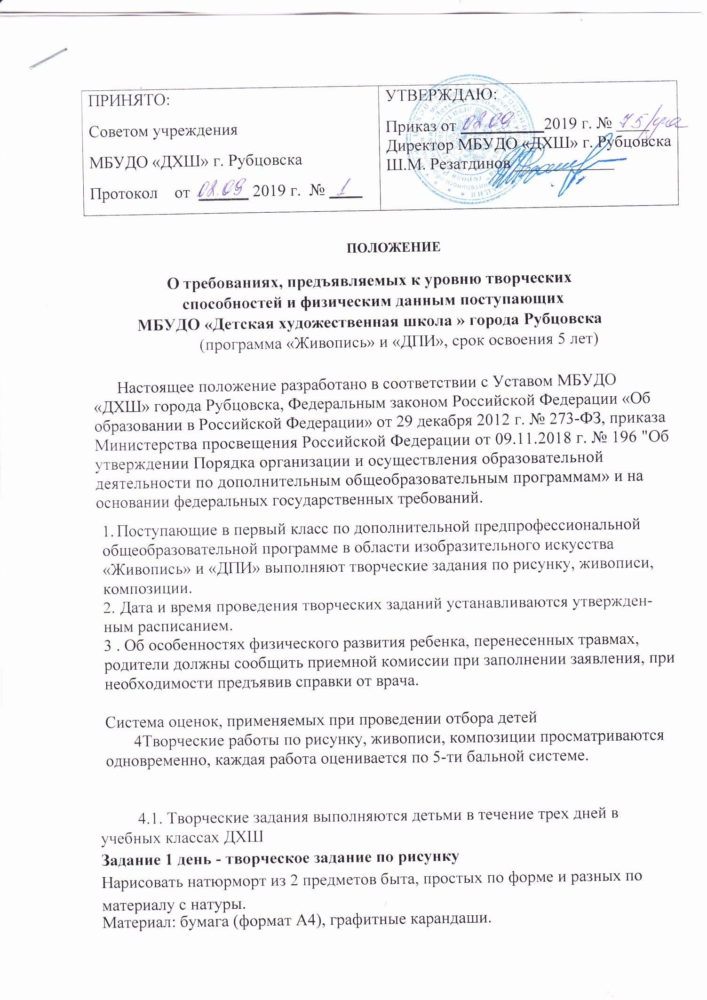 ПРИНЯТО:
Советом учреждения
МБУДО «ДХШ» г. Рубцовска
Протокол от 02.09 2019 г. № 1
УТВЕРЖДАЮ:
Приказ от 02 09 2019 г. № 75/
Директор МБУДО «ДХШ» г. Рубцовска
Ш.М. Резатдинов
ПОЛОЖЕНИЕ
О требованиях, предъявляемых к уровню творческих
способностей и физическим данным поступающих
МБУДО «Детская художественная школа » города Рубцовска
(программа «Живопись» и «ДПИ», срок освоения 5 лет)
Настоящее положение разработано в соответствии с Уставом МБУДО
«ДХШ» города Рубцовска, Федеральным законом Российской Федерации «Об
образовании в Российской Федерации» от 29 декабря 2012 г. № 273-ФЗ, приказа
Министерства просвещения Российской Федерации от 09.11.2018 г. № 196 "Об
утверждении Порядка организации и осуществления образовательной
деятельности по дополнительным общеобразовательным программам» и на
основании федеральных государственных требований.
1. Поступающие в первый класс по дополнительной предпрофессиональной
общеобразовательной программе в области изобразительного искусства
«Живопись» и «ДПИ» выполняют творческие задания по рисунку, живописи,
композиции.
2. Дата и время проведения творческих заданий устанавливаются утвержден-
ным расписанием.
3 . Об особенностях физического развития ребенка, перенесенных травмах,
родители должны сообщить приемной комиссии при заполнении заявления, при
необходимости предъявив справки от врача.
Система оценок, применяемых при проведении отбора детей
4Творческие работы по рисунку, живописи, композиции просматриваются
одновременно, каждая работа оценивается по 5-ти бальной системе.
4.1. Творческие задания выполняются детьми в течение трех дней в
учебных классах ДХШ
Задание 1 день - творческое задание по рисунку
Нарисовать натюрморт из 2 предметов быта, простых по форме и разных по
материалу с натуры.
Материал: бумага (формат А4), графитные карандаши.